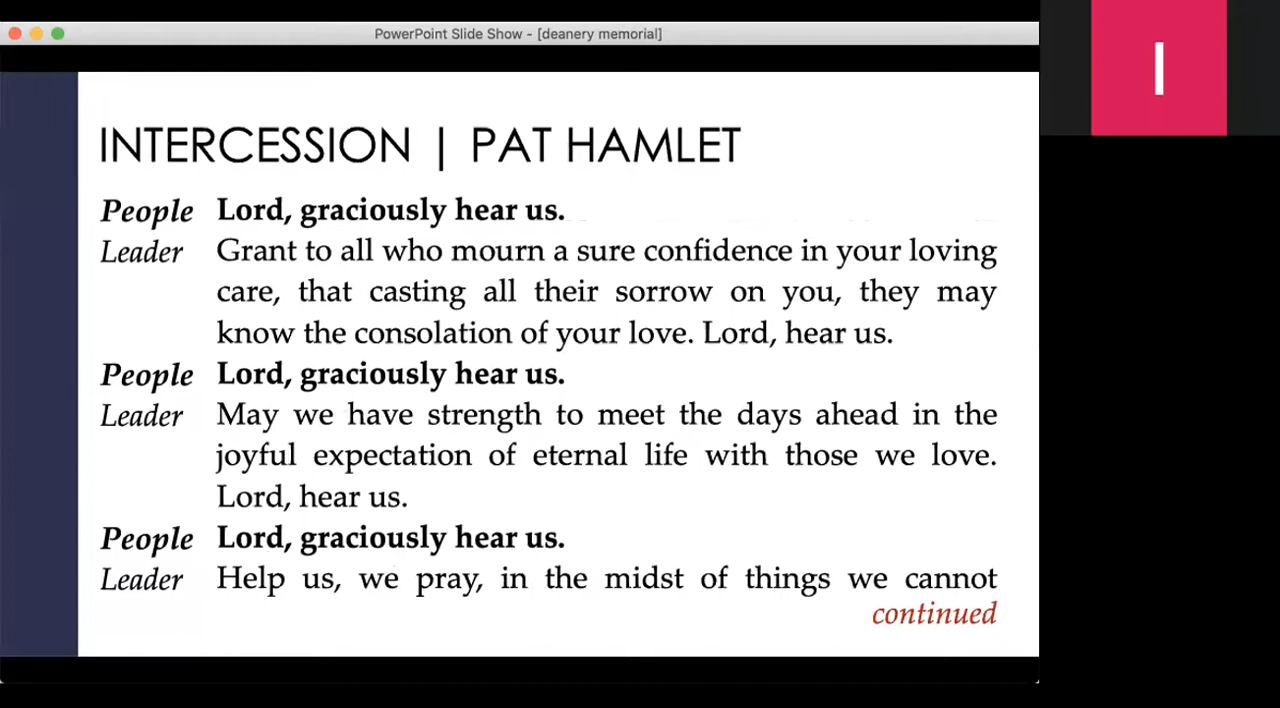 PowerPoint Slide Show - [deanery memorial]
I
INTERCESSION | PAT HAMLET
People Lord, graciously hear us.
Leader Grant to all who mourn a sure confidence in your loving
care, that casting all their sorrow on you, they may
know the consolation of your love. Lord, hear us.
People Lord, graciously hear us.
Leader May we have strength to meet the days ahead in the
joyful expectation of eternal life with those we love.
Lord, hear us.
People Lord, graciously hear us.
Leader Help us, we pray, in the midst of things we cannot
continued